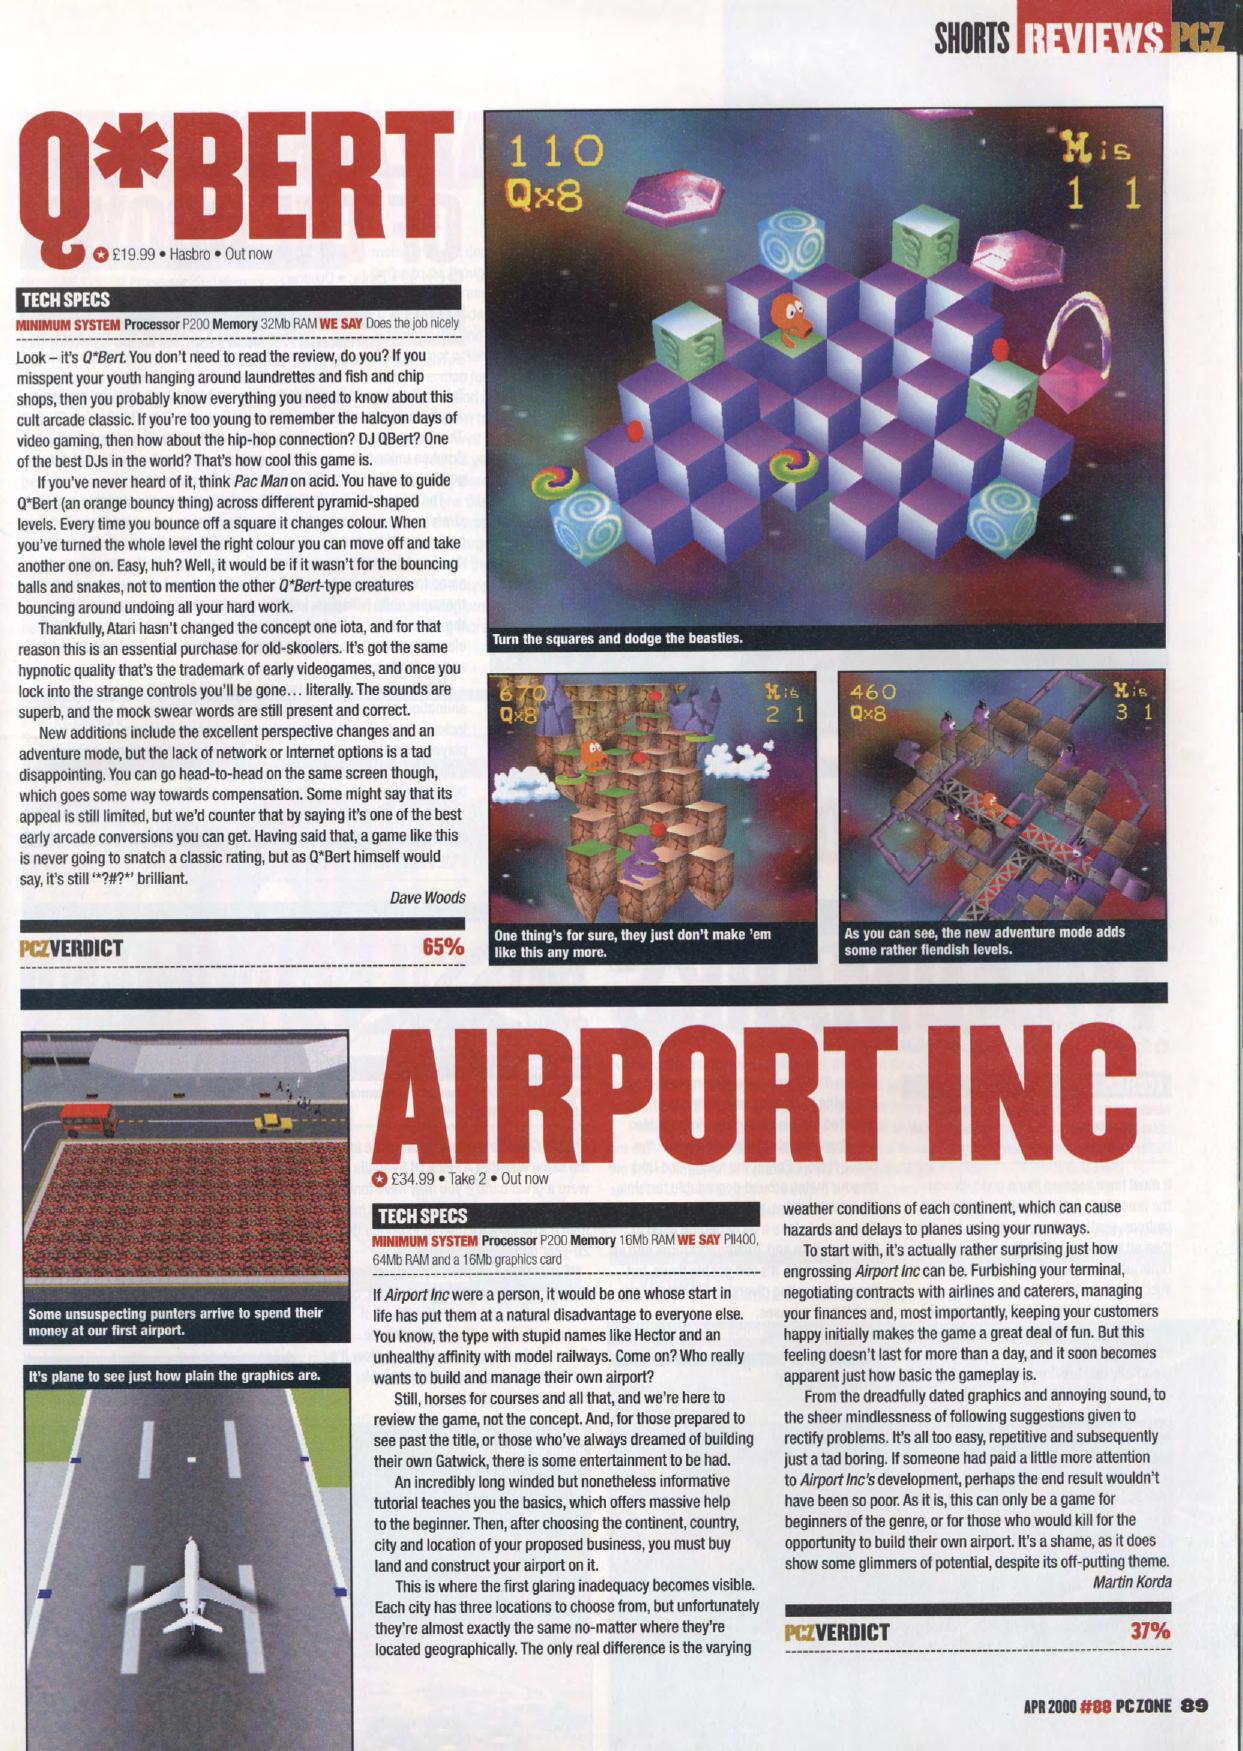 SHORTS REVIEWS PCZ
Q*BERT
£19.99 • Hasbro • Out now
TECH SPECS
MINIMUM SYSTEM Processor P200 Memory 32Mb RAM WE SAY Does the job nicely
Look – it's Q*Bert. You don't need to read the review, do you? If you
misspent your youth hanging around laundrettes and fish and chip
shops, then you probably know everything you need to know about this
cult arcade classic. If you're too young to remember the halcyon days of
video gaming, then how about the hip-hop connection? DJ QBert? One
of the best DJs in the world? That's how cool this game is.
If you've never heard of it, think Pac Man on acid. You have to guide
Q*Bert (an orange bouncy thing) across different pyramid-shaped
levels. Every time you bounce off a square it changes colour. When
you've turned the whole level the right colour you can move off and take
another one on. Easy, huh? Well, it would be if it wasn't for the bouncing
balls and snakes, not to mention the other Q*Bert-type creatures
bouncing around undoing all your hard work.
Thankfully, Atari hasn't changed the concept one iota, and for that
reason this is an essential purchase for old-skoolers. It's got the same
hypnotic quality that's the trademark of early videogames, and once you
lock into the strange controls you'll be gone... literally. The sounds are
superb, and the mock swear words are still present and correct.
New additions include the excellent perspective changes and an
adventure mode, but the lack of network or Internet options is a tad
disappointing. You can go head-to-head on the same screen though,
which goes some way towards compensation. Some might say that its
appeal is still limited, but we'd counter that by saying it's one of the best
early arcade conversions you can get. Having said that, a game like this
is never going to snatch a classic rating, but as Q*Bert himself would
say, it's still '*?#?*' brilliant.
Dave Woods
PCZVERDICT 65%
110
Qx8
Mis
1 1
Turn the squares and dodge the beasties.
670
Qx8
Mis
2 1
One thing's for sure, they just don't make 'em
like this any more.
460
Qx8
Mis
3 1
As you can see, the new adventure mode adds
some rather fiendish levels.
Some unsuspecting punters arrive to spend their
money at our first airport.
It's plane to see just how plain the graphics are.
AIRPORT INC
£34.99 • Take 2 • Out now
TECH SPECS
MINIMUM SYSTEM Processor P200 Memory 16Mb RAM WE SAY PII400,
64Mb RAM and a 16Mb graphics card
If Airport Inc were a person, it would be one whose start in
life has put them at a natural disadvantage to everyone else.
You know, the type with stupid names like Hector and an
unhealthy affinity with model railways. Come on? Who really
wants to build and manage their own airport?
Still, horses for courses and all that, and we're here to
review the game, not the concept. And, for those prepared to
see past the title, or those who've always dreamed of building
their own Gatwick, there is some entertainment to be had.
An incredibly long winded but nonetheless informative
tutorial teaches you the basics, which offers massive help
to the beginner. Then, after choosing the continent, country,
city and location of your proposed business, you must buy
land and construct your airport on it.
This is where the first glaring inadequacy becomes visible.
Each city has three locations to choose from, but unfortunately
they're almost exactly the same no-matter where they're
located geographically. The only real difference is the varying
weather conditions of each continent, which can cause
hazards and delays to planes using your runways.
To start with, it's actually rather surprising just how
engrossing Airport Inc can be. Furbishing your terminal,
negotiating contracts with airlines and caterers, managing
your finances and, most importantly, keeping your customers
happy initially makes the game a great deal of fun. But this
feeling doesn't last for more than a day, and it soon becomes
apparent just how basic the gameplay is.
From the dreadfully dated graphics and annoying sound, to
the sheer mindlessness of following suggestions given to
rectify problems. It's all too easy, repetitive and subsequently
just a tad boring. If someone had paid a little more attention
to Airport Inc's development, perhaps the end result wouldn't
have been so poor. As it is, this can only be a game for
beginners of the genre, or for those who would kill for the
opportunity to build their own airport. It's a shame, as it does
show some glimmers of potential, despite its off-putting theme.
Martin Korda
PCZVERDICT 37%
APR 2000 #88 PC ZONE 89